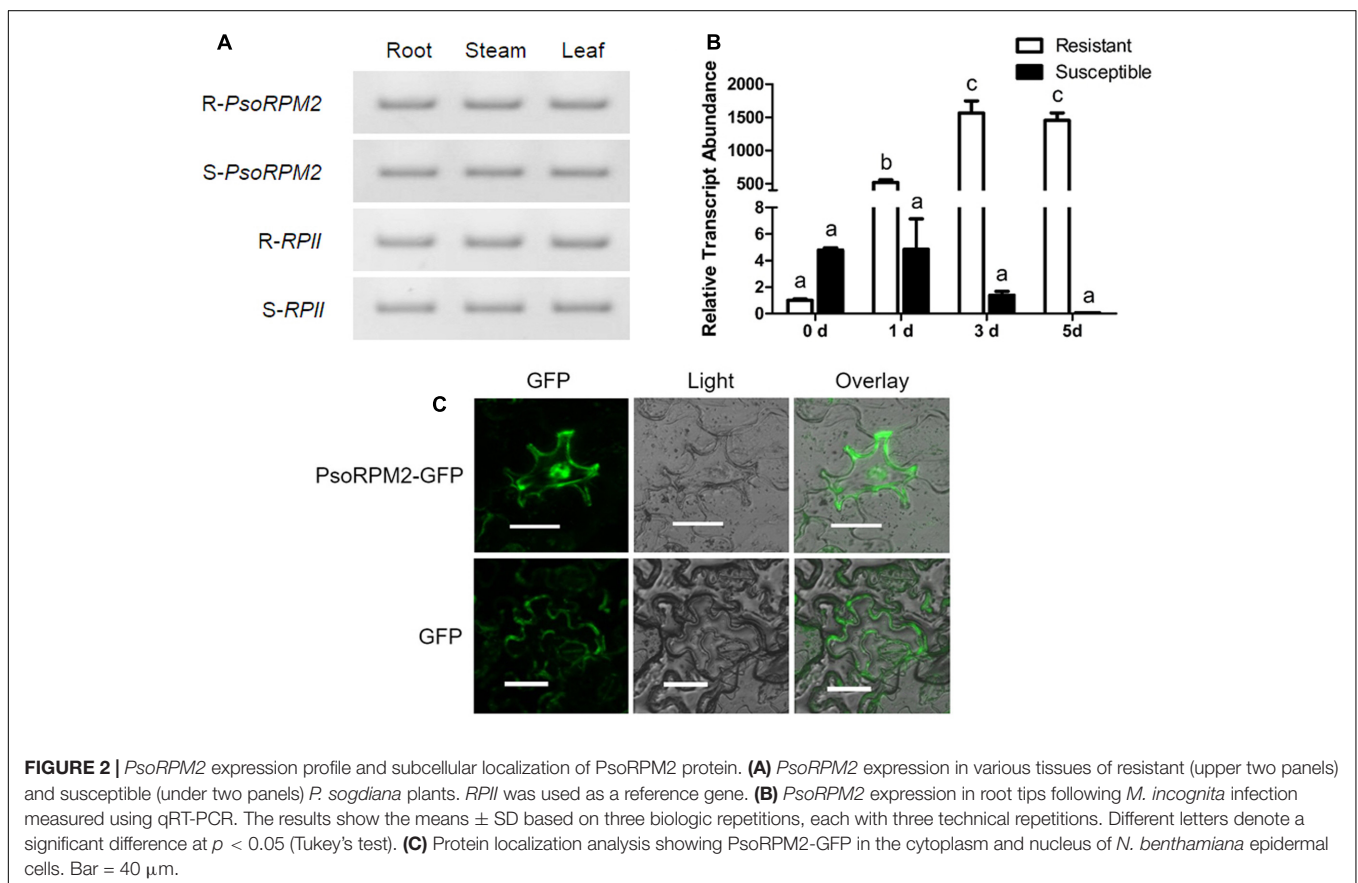 A
Root Steam Leaf
R-PsoRPM2
S-PsoRPM2
R-RPII
S-RPII
B
Resistant
Susceptible
Relative Transcript Abundance
2000
1500
1000
500
8
6
4
2
0
a
a
b
a
c
a
c
a
0 d 1 d 3 d 5d
C
GFP Light Overlay
PsoRPM2-GFP
GFP
FIGURE 2 | PsoRPM2 expression profile and subcellular localization of PsoRPM2 protein. (A) PsoRPM2 expression in various tissues of resistant (upper two panels)
and susceptible (under two panels) P. sogdiana plants. RPII was used as a reference gene. (B) PsoRPM2 expression in root tips following M. incognita infection
measured using qRT-PCR. The results show the means ± SD based on three biologic repetitions, each with three technical repetitions. Different letters denote a
significant difference at p < 0.05 (Tukey's test). (C) Protein localization analysis showing PsoRPM2-GFP in the cytoplasm and nucleus of N. benthamiana epidermal
cells. Bar = 40 μm.